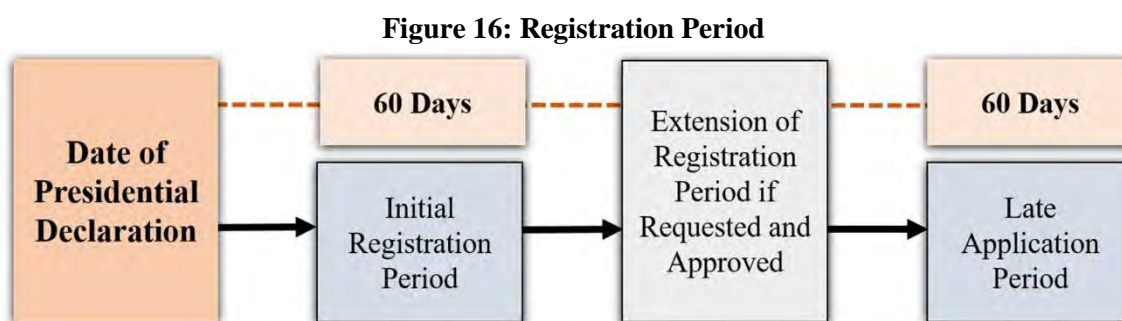 Figure 16: Registration Period
Date of
Presidential
Declaration
60 Days
Initial
Registration
Period
Extension of
Registration
Period if
Requested and
Approved
60 Days
Late
Application
Period